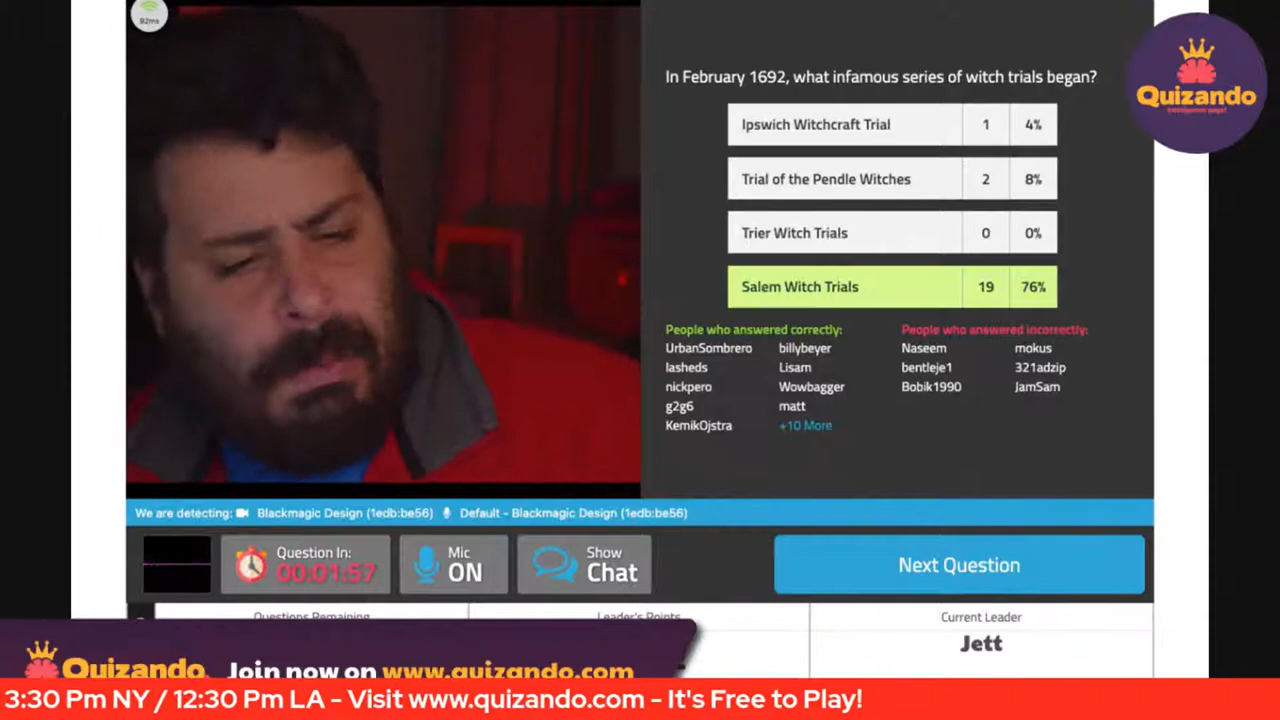 92ms
In February 1692, what infamous series of witch trials began?
Quizando
Ipswich Witchcraft Trial 1 4%
Trial of the Pendle Witches 2 8%
Trier Witch Trials 0 0%
Salem Witch Trials 19 76%
People who answered correctly: People who answered incorrectly:
UrbanSombrero billybeyer Naseem mokus
lasheds Lisam bentleje1 321adzip
nickpero Wowbagger Bobik1990 JamSam
g2g6 matt
KemikOjstra +10 More
We are detecting: Blackmagic Design (1edb:be56) Default - Blackmagic Design (1edb:be56)
Question In: 00:01:57
Mic ON
Show Chat
Next Question
Questions Remaining Leader's Points Current Leader
Jett
Quizando Join now on www.quizando.com
3:30 Pm NY / 12:30 Pm LA - Visit www.quizando.com - It's Free to Play!